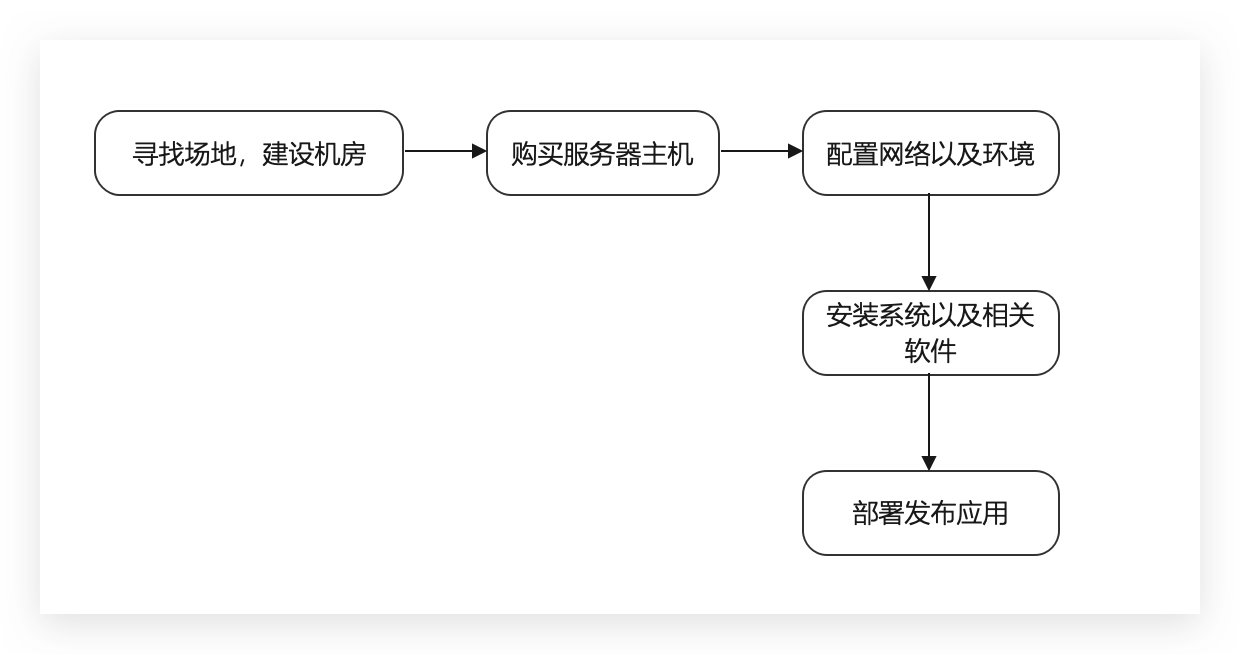 寻找场地，建设机房
购买服务器主机
配置网络以及环境
安装系统以及相关
软件
部署发布应用